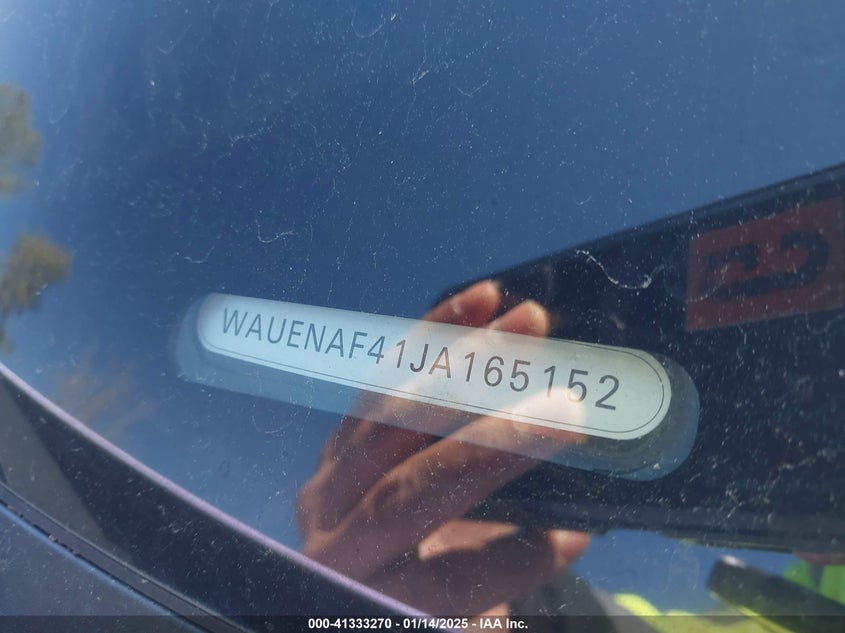 WAUENAF41JA165152
000-41333270 - 01/14/2025 - IAA Inc.